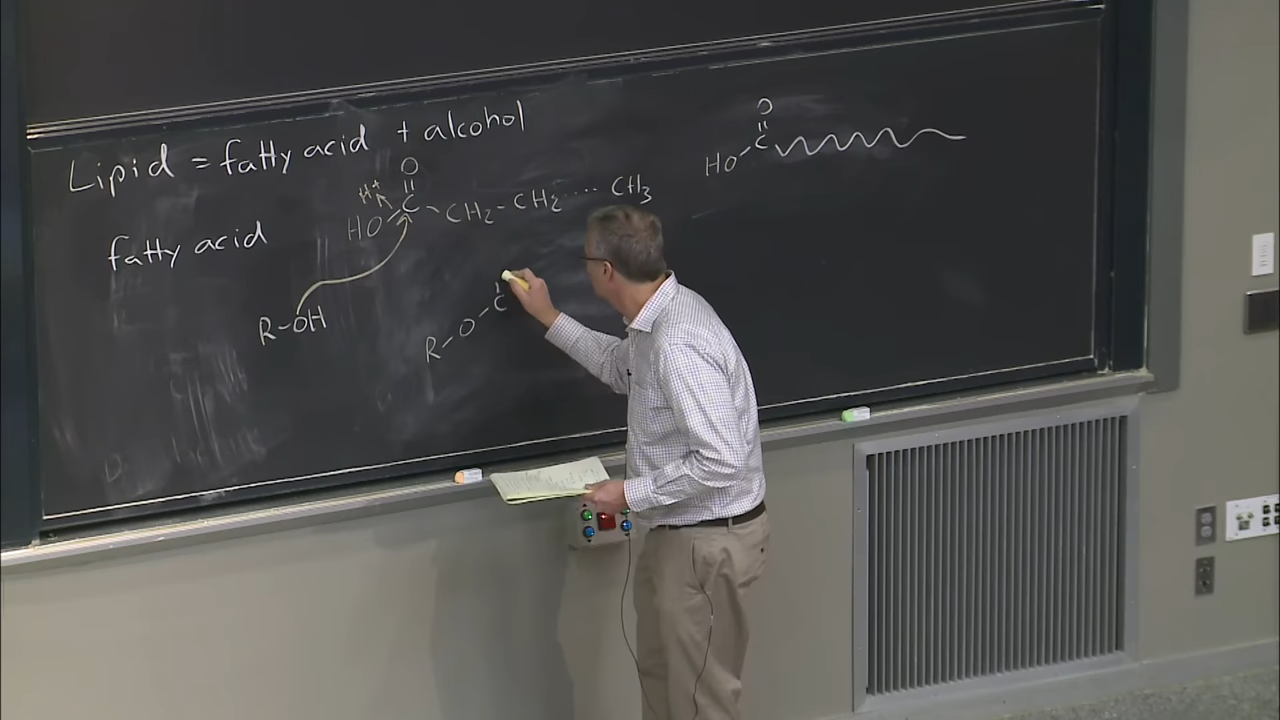 Lipid = fatty acid + alcohol
O
H+
HO C CH2 - CH2 .... CH3
fatty acid
R-OH
R-O-C
O
HO C